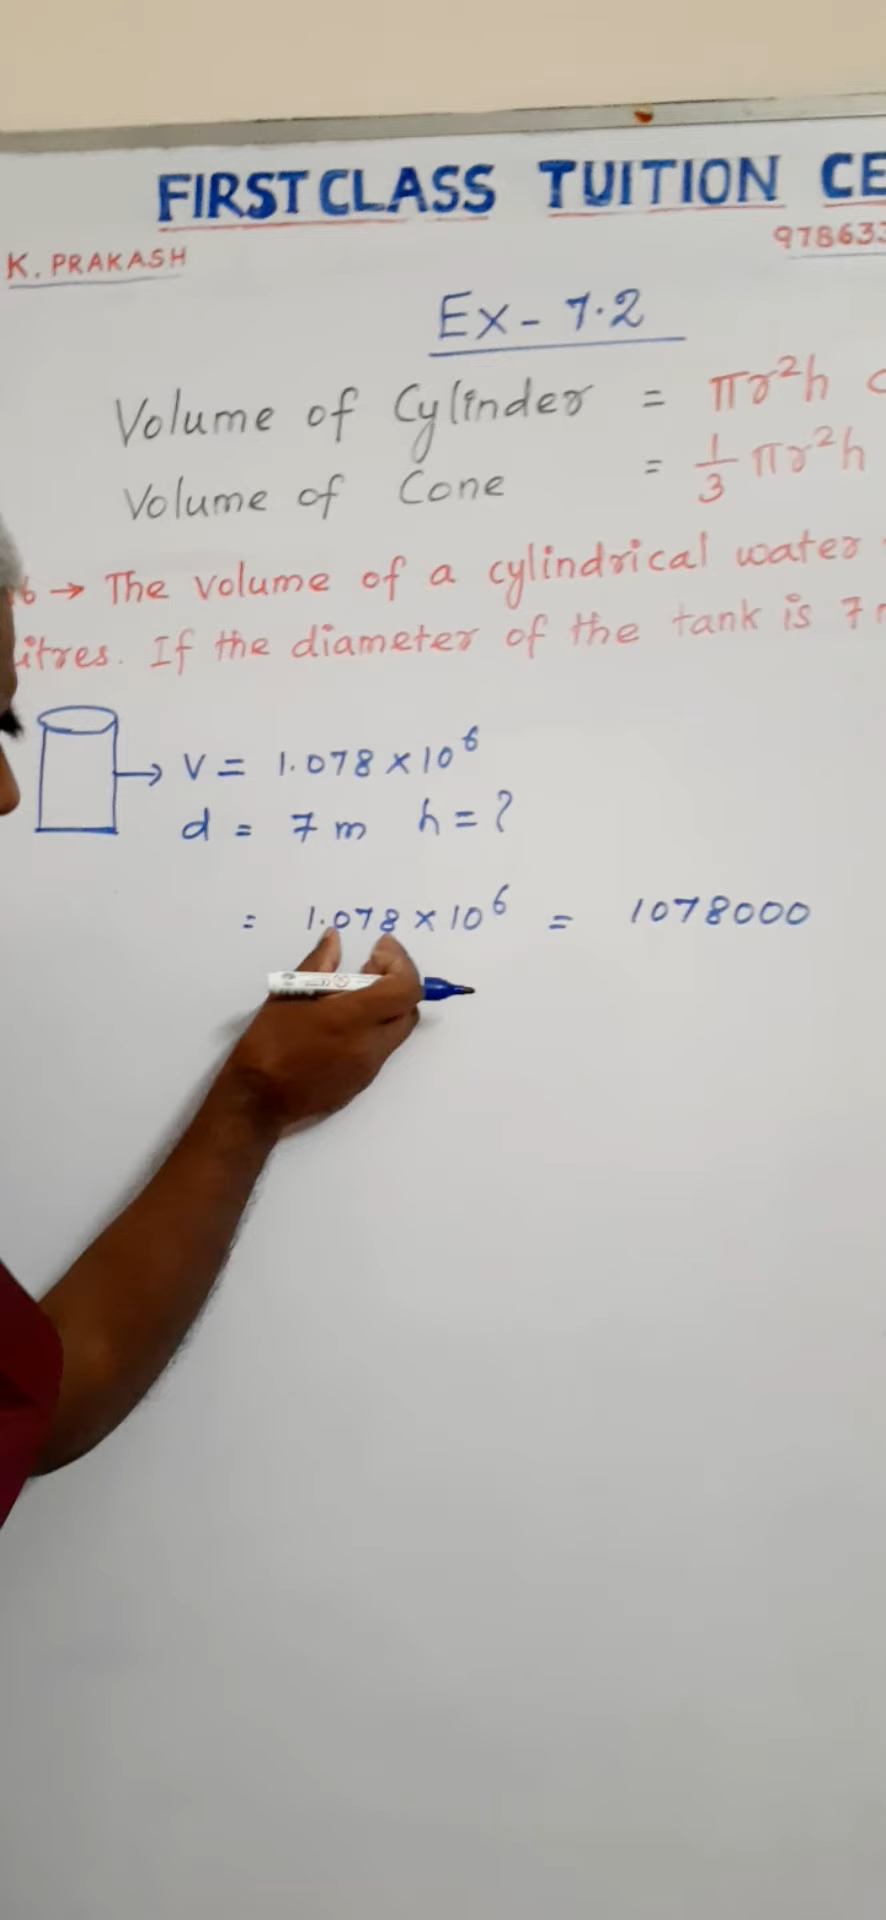 FIRST CLASS TUITION CE
K. PRAKASH
97863
Ex - 7.2
Volume of Cylinder = πr²h
Volume of Cone = 1/3 πr²h
6 → The volume of a cylindrical water
itres. If the diameter of the tank is 7
V = 1.078 × 10⁶
d = 7 m h = ?
= 1.078 × 10⁶ = 1078000